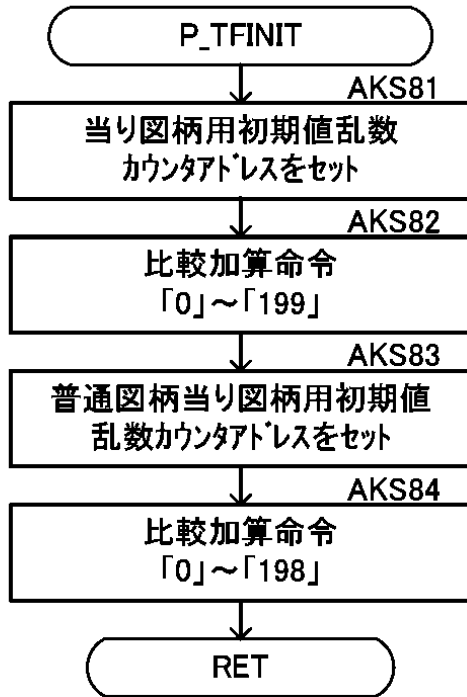 P_TFINIT
AKS81
当り図柄用初期値乱数
カウンタアドレスをセット
AKS82
比較加算命令
「0」～「199」
AKS83
普通図柄当り図柄用初期値
乱数カウンタアドレスをセット
AKS84
比較加算命令
「0」～「198」
RET